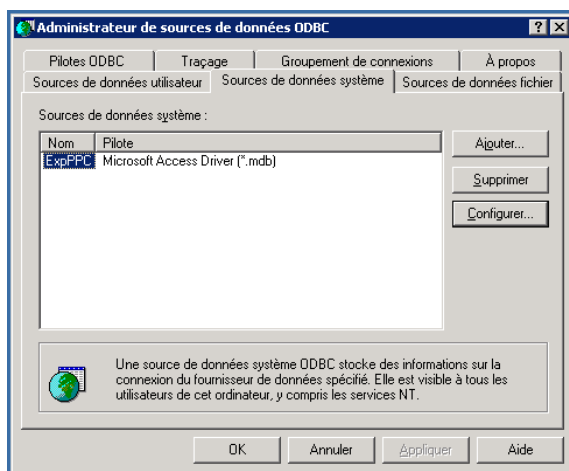 Administrateur de sources de données ODBC
Pilotes ODBC Traçage Groupement de connexions À propos
Sources de données utilisateur Sources de données système Sources de données fichier
Sources de données système :
Nom Pilote
ExpPPC Microsoft Access Driver (*.mdb)
Ajouter...
Supprimer
Configurer...
Une source de données système ODBC stocke des informations sur la
connexion du fournisseur de données spécifié. Elle est visible à tous les
utilisateurs de cet ordinateur, y compris les services NT.
OK Annuler Appliquer Aide